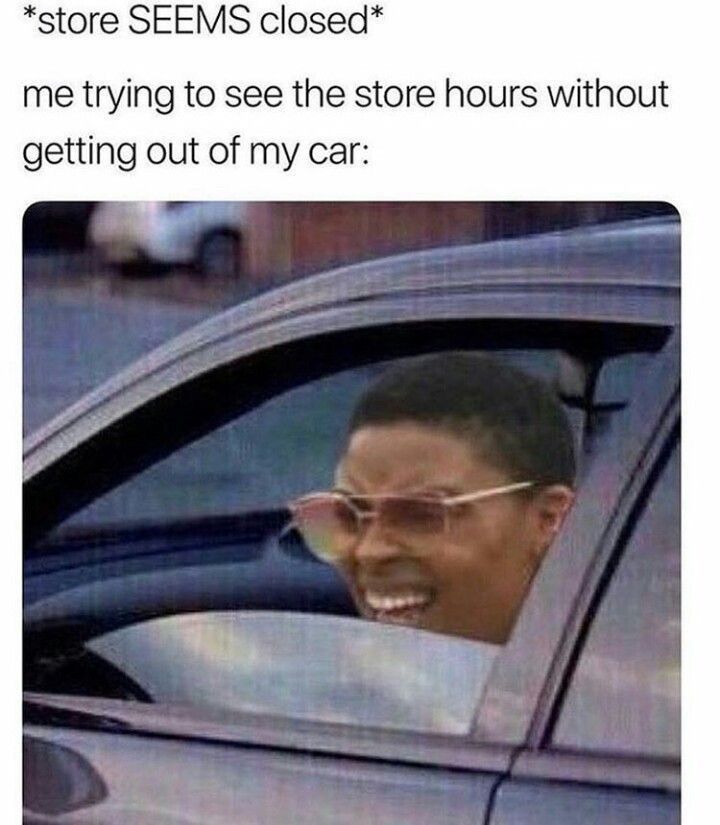 *store SEEMS closed*
me trying to see the store hours without
getting out of my car: